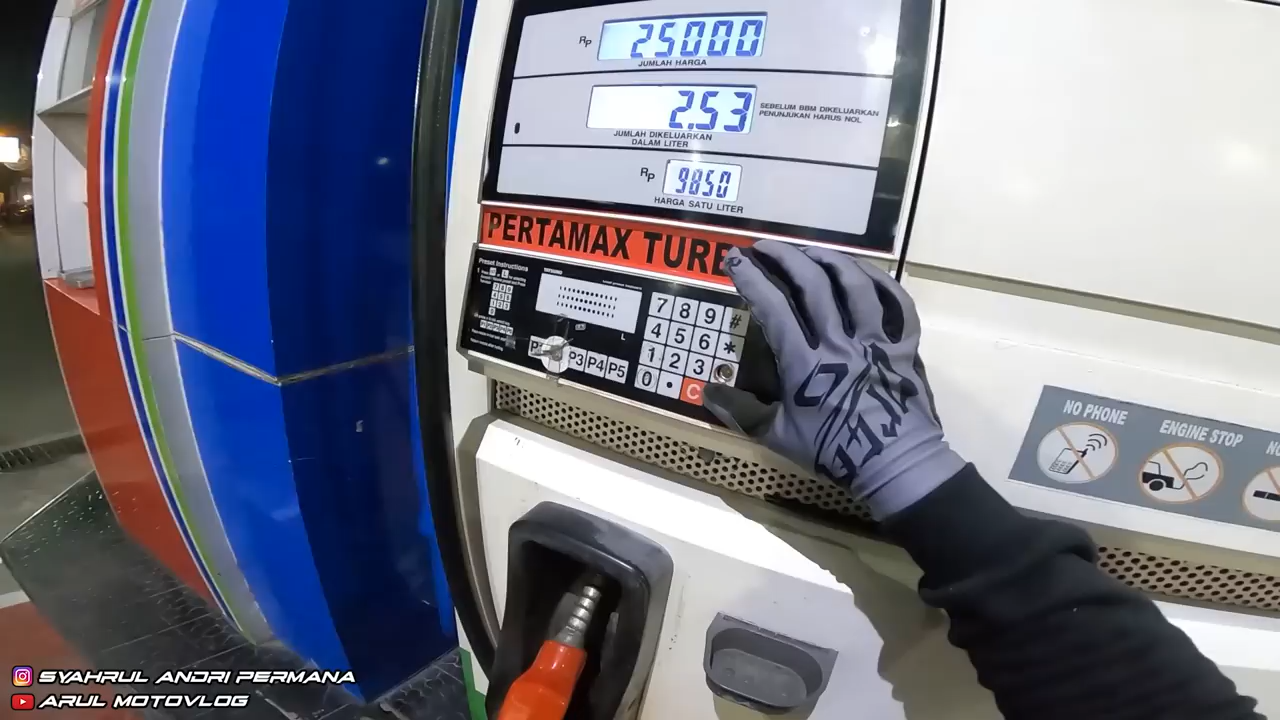 RP 25000
JUMLAH HARGA
2.53
SEBELUM BBM DIKELUARKAN
PENUNJUKAN HARUS NOL
JUMLAH DIKELUARKAN
DALAM LITER
RP 9850
HARGA SATU LITER
PERTAMAX TURB
Preset Instructions
7 8 9 #
4 5 6 *
1 2 3
0 . C
P3 P4 P5
L
NO PHONE
ENGINE STOP
NO
SYAHRUL ANDRI PERMANA
ARUL MOTOVLOG